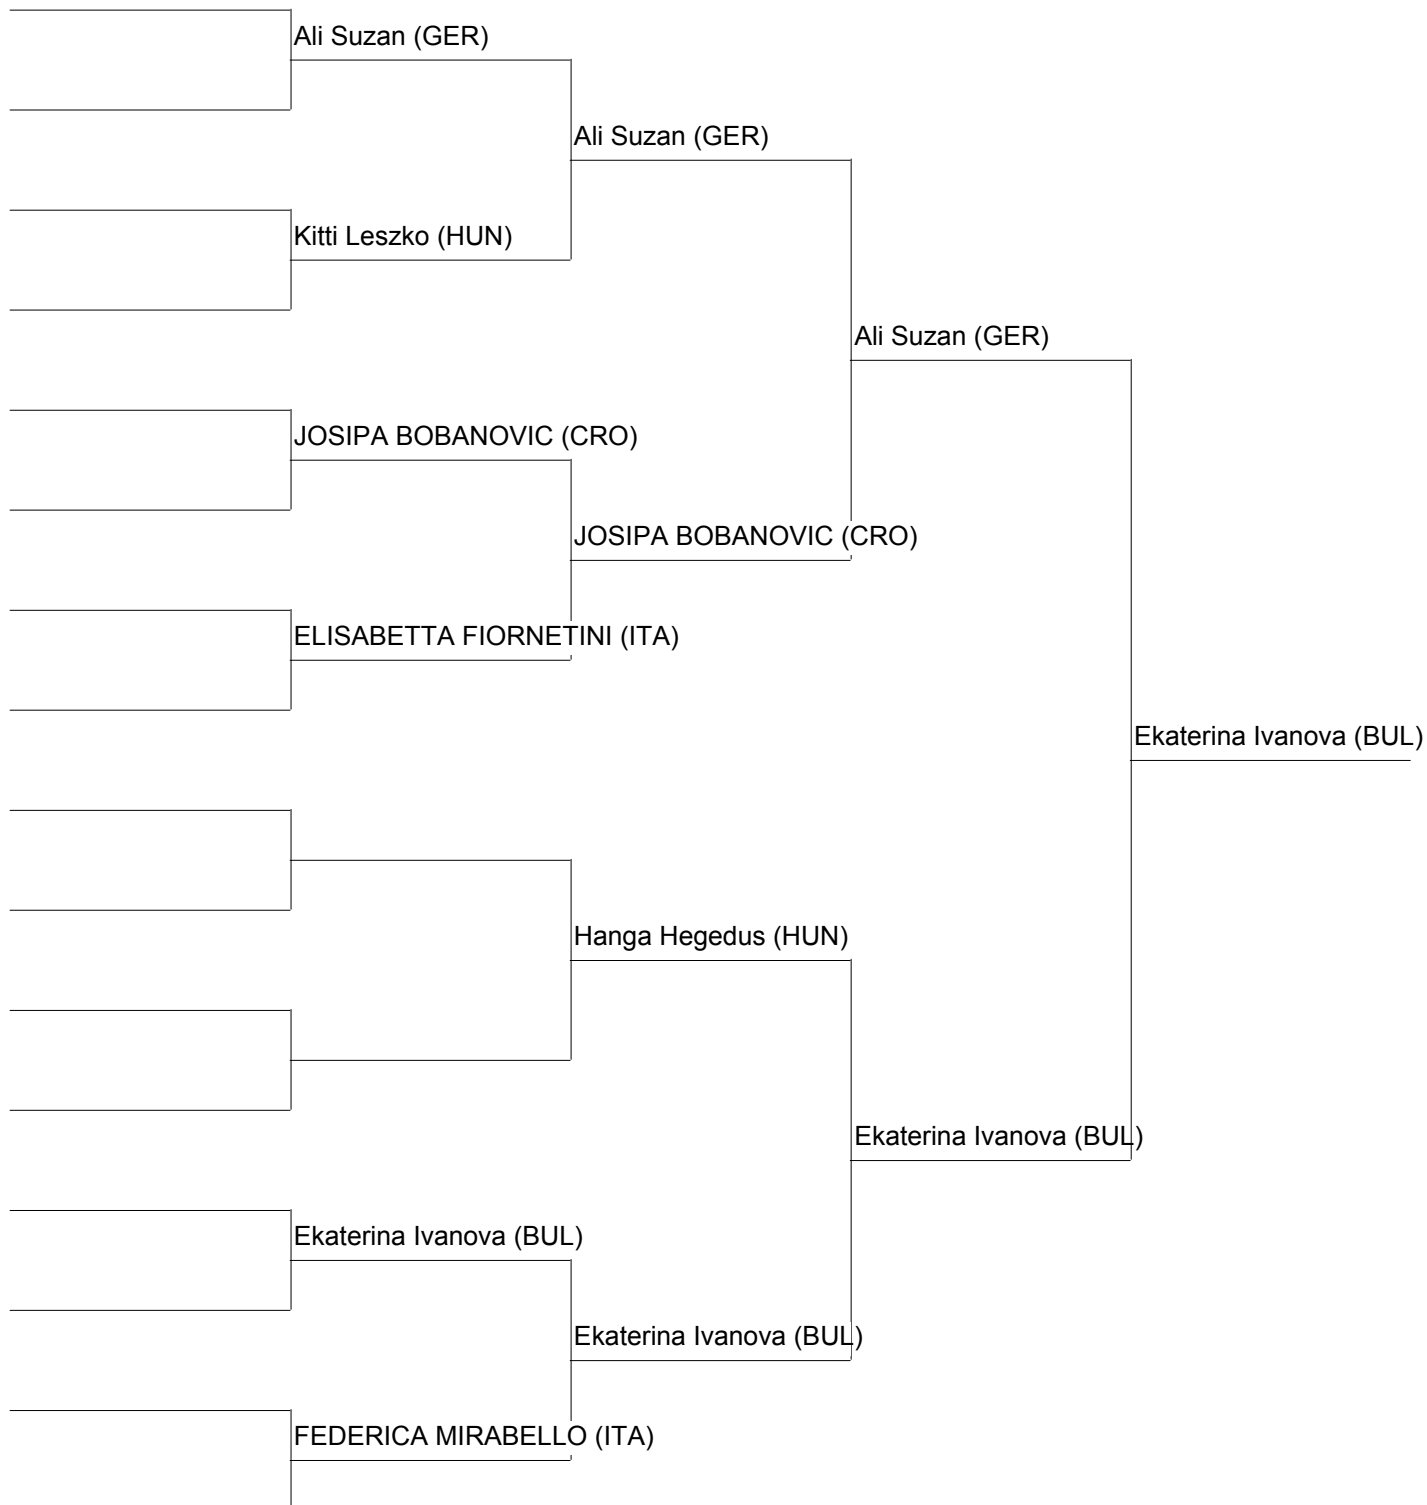 Ali Suzan (GER)
Ali Suzan (GER)
Kitti Leszko (HUN)
Ali Suzan (GER)
JOSIPA BOBANOVIC (CRO)
JOSIPA BOBANOVIC (CRO)
ELISABETTA FIORNETINI (ITA)
Ekaterina Ivanova (BUL)
Hanga Hegedus (HUN)
Ekaterina Ivanova (BUL)
Ekaterina Ivanova (BUL)
Ekaterina Ivanova (BUL)
FEDERICA MIRABELLO (ITA)